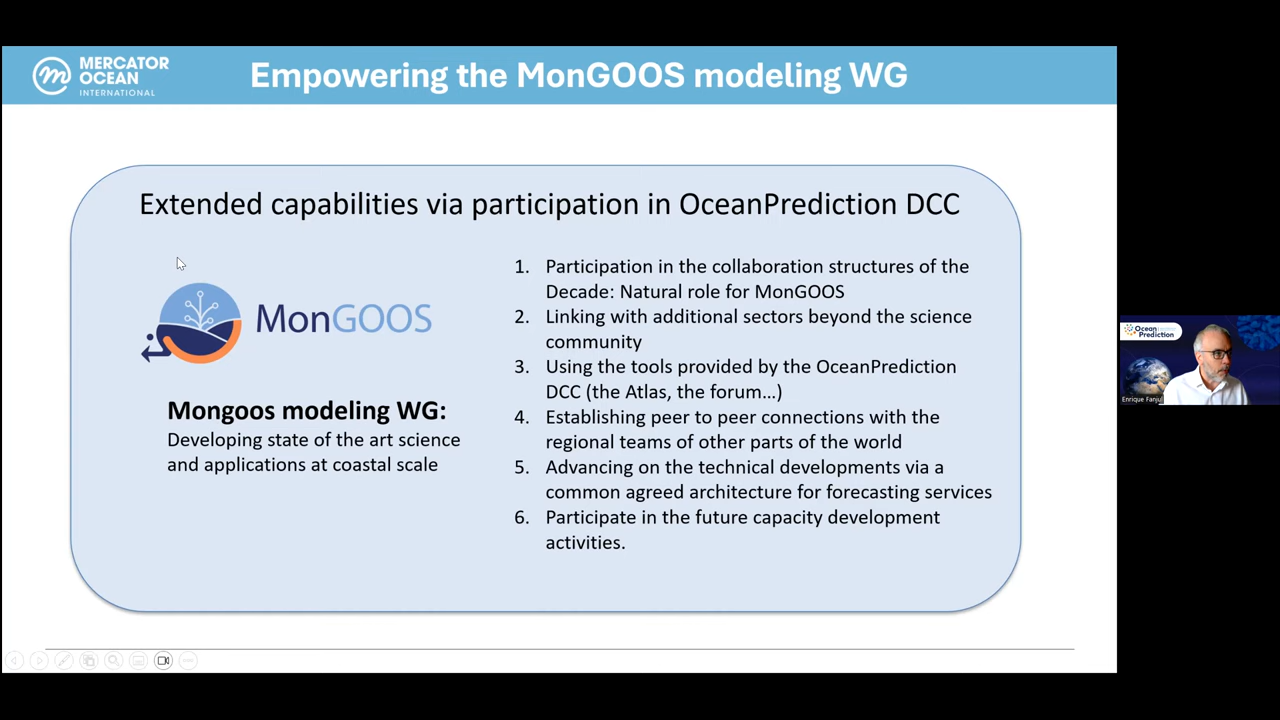 MERCATOR
OCEAN
INTERNATIONAL
Empowering the MonGOOS modeling WG
Extended capabilities via participation in OceanPrediction DCC
MonGOOS
Mongoos modeling WG:
Developing state of the art science
and applications at coastal scale
1. Participation in the collaboration structures of the
Decade: Natural role for MonGOOS
2. Linking with additional sectors beyond the science
community
3. Using the tools provided by the OceanPrediction
DCC (the Atlas, the forum…)
4. Establishing peer to peer connections with the
regional teams of other parts of the world
5. Advancing on the technical developments via a
common agreed architecture for forecasting services
6. Participate in the future capacity development
activities.
Ocean
Prediction
Enrique Fanjul